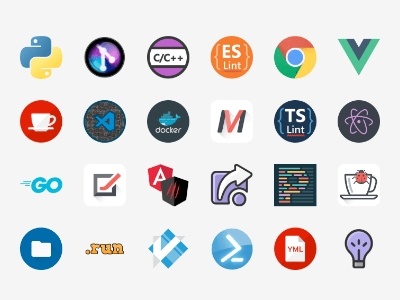 C/C++
ES
Lint
docker
TS
Lint
GO
.run
YML